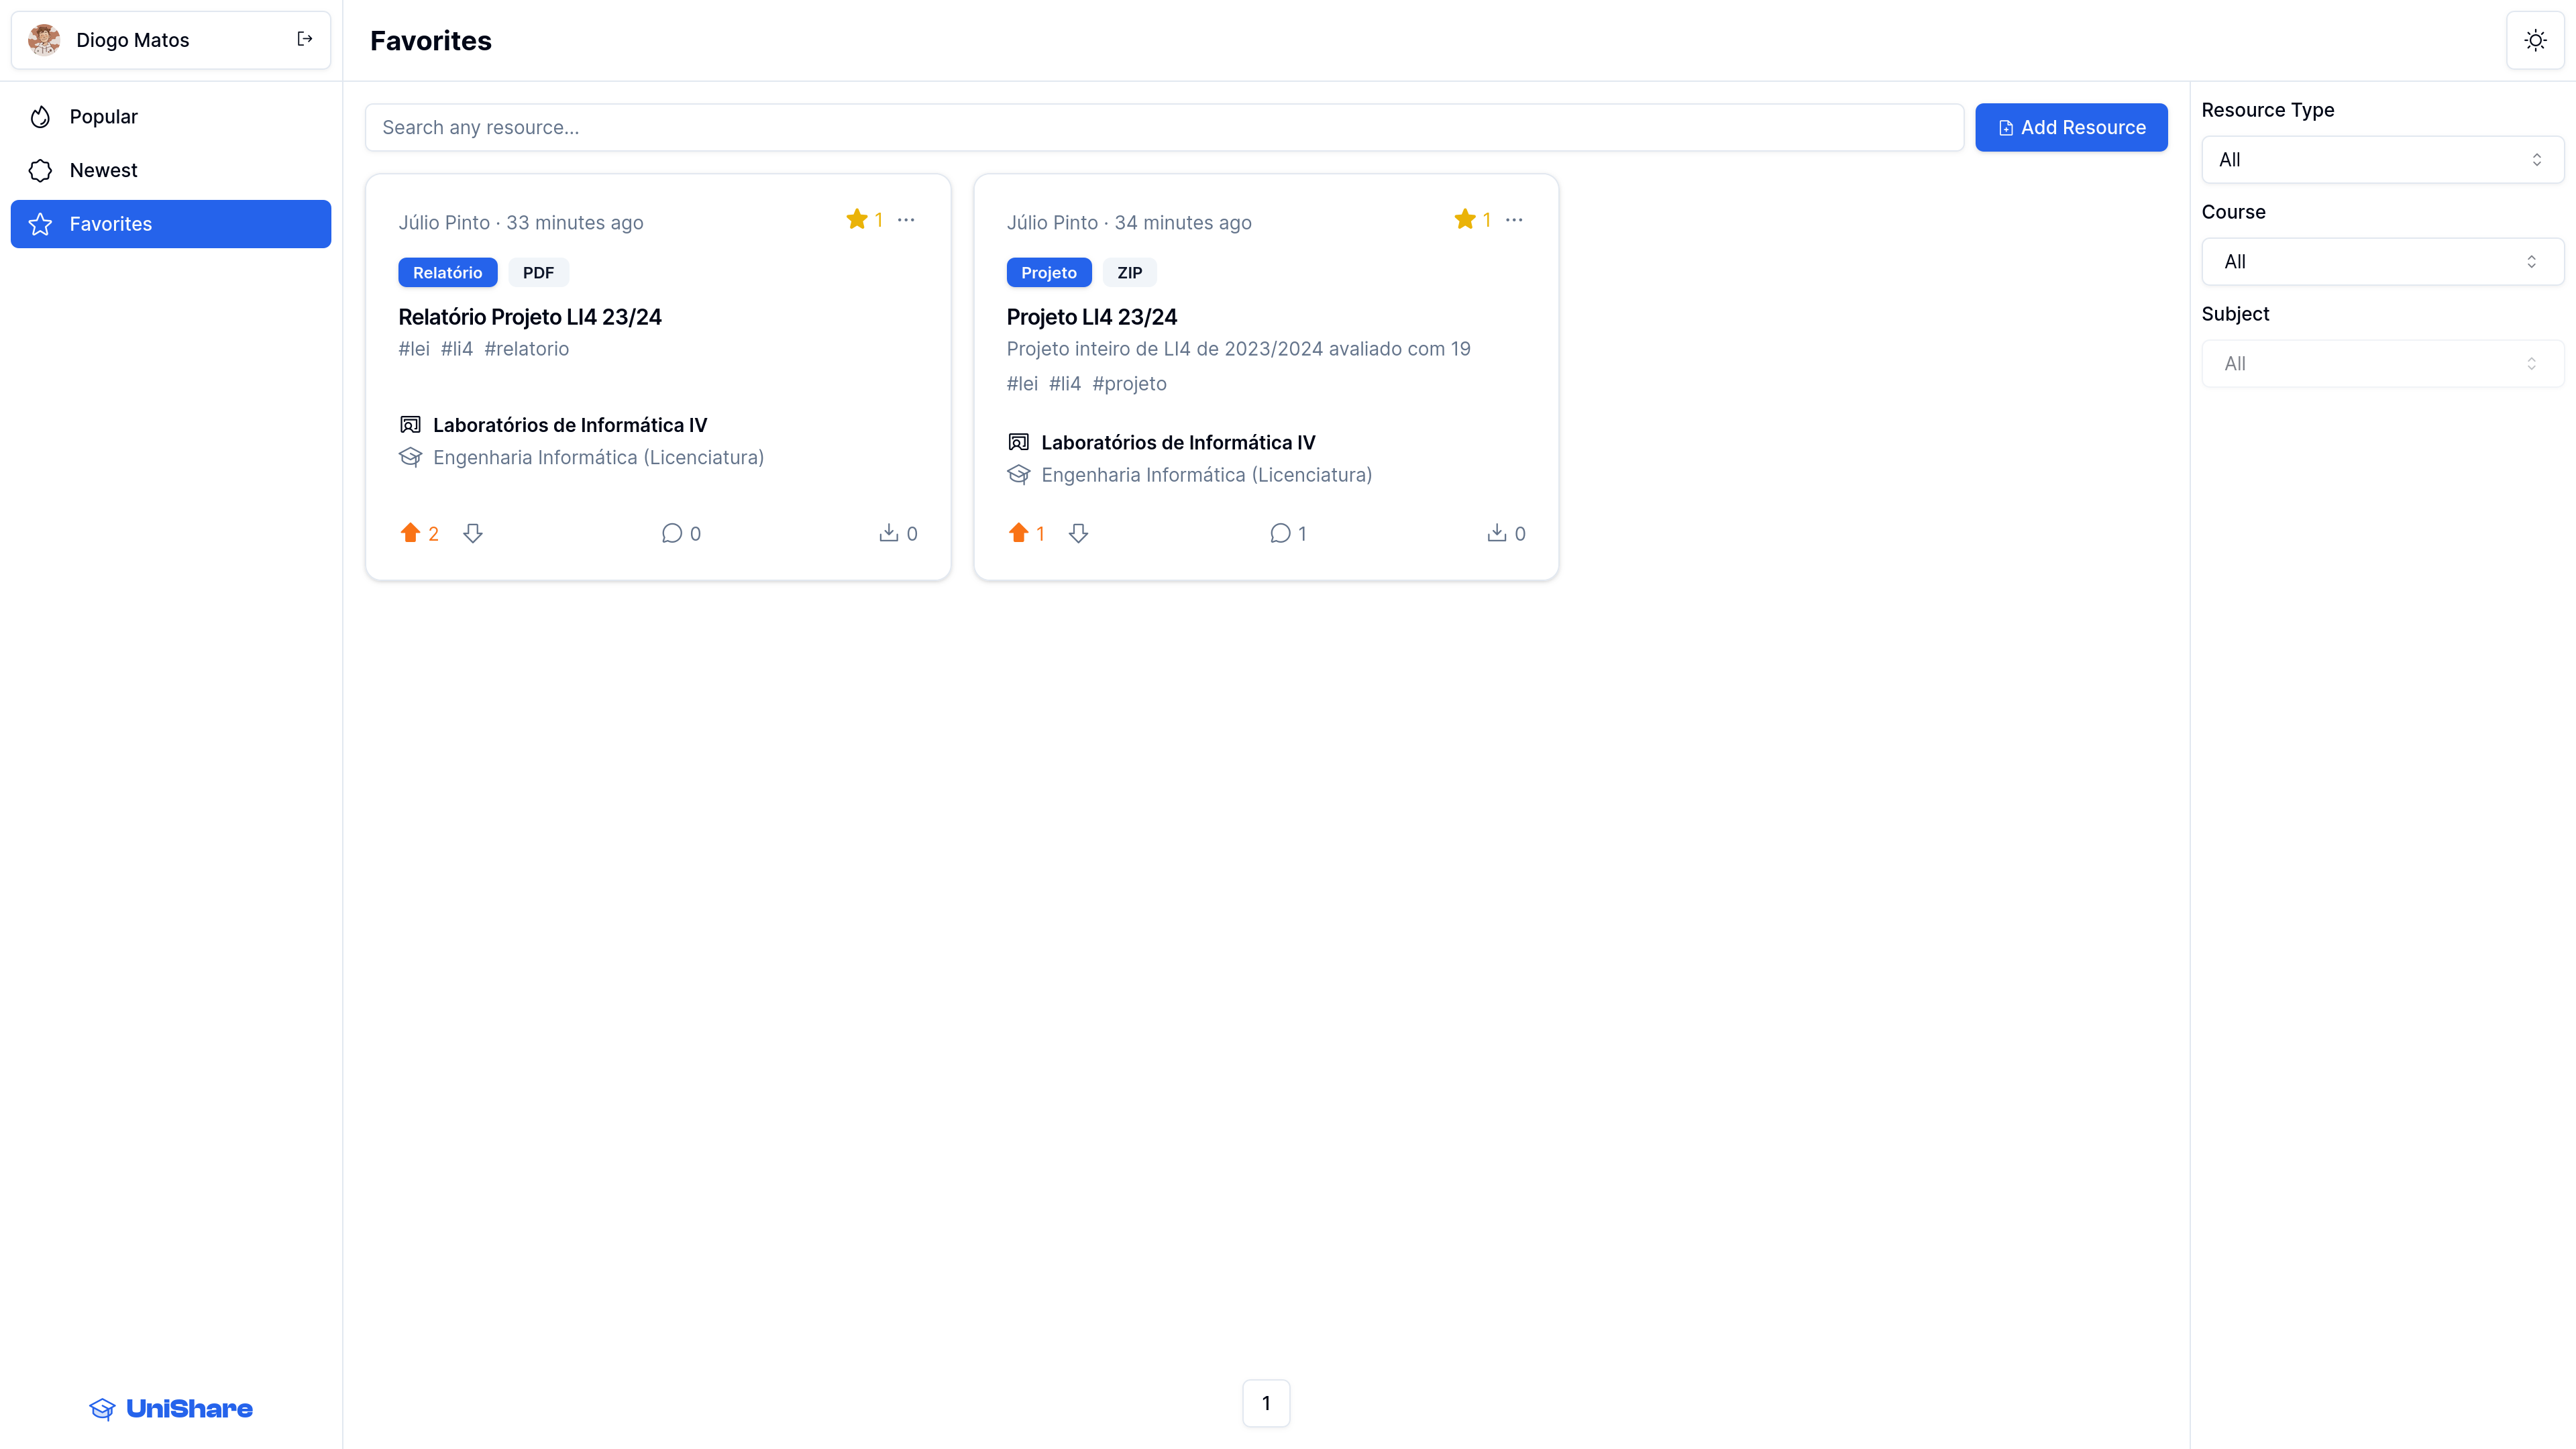 Diogo Matos
Favorites
Popular
Newest
Favorites
Search any resource...
Add Resource
Júlio Pinto · 33 minutes ago
1
Relatório
PDF
Relatório Projeto LI4 23/24
#lei #li4 #relatorio
Laboratórios de Informática IV
Engenharia Informática (Licenciatura)
2
0
0
Júlio Pinto · 34 minutes ago
1
Projeto
ZIP
Projeto LI4 23/24
Projeto inteiro de LI4 de 2023/2024 avaliado com 19
#lei #li4 #projeto
Laboratórios de Informática IV
Engenharia Informática (Licenciatura)
1
1
0
Resource Type
All
Course
All
Subject
All
UniShare
1